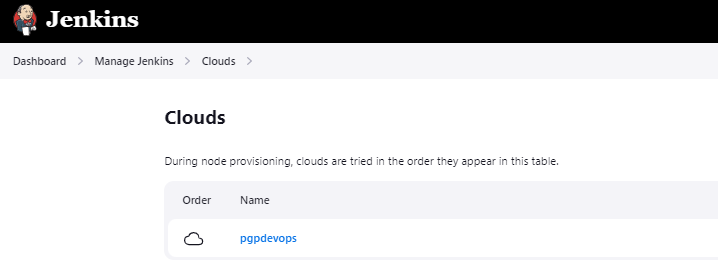 Jenkins
Dashboard > Manage Jenkins > Clouds >
Clouds
During node provisioning, clouds are tried in the order they appear in this table.
Order Name
pgpdevops